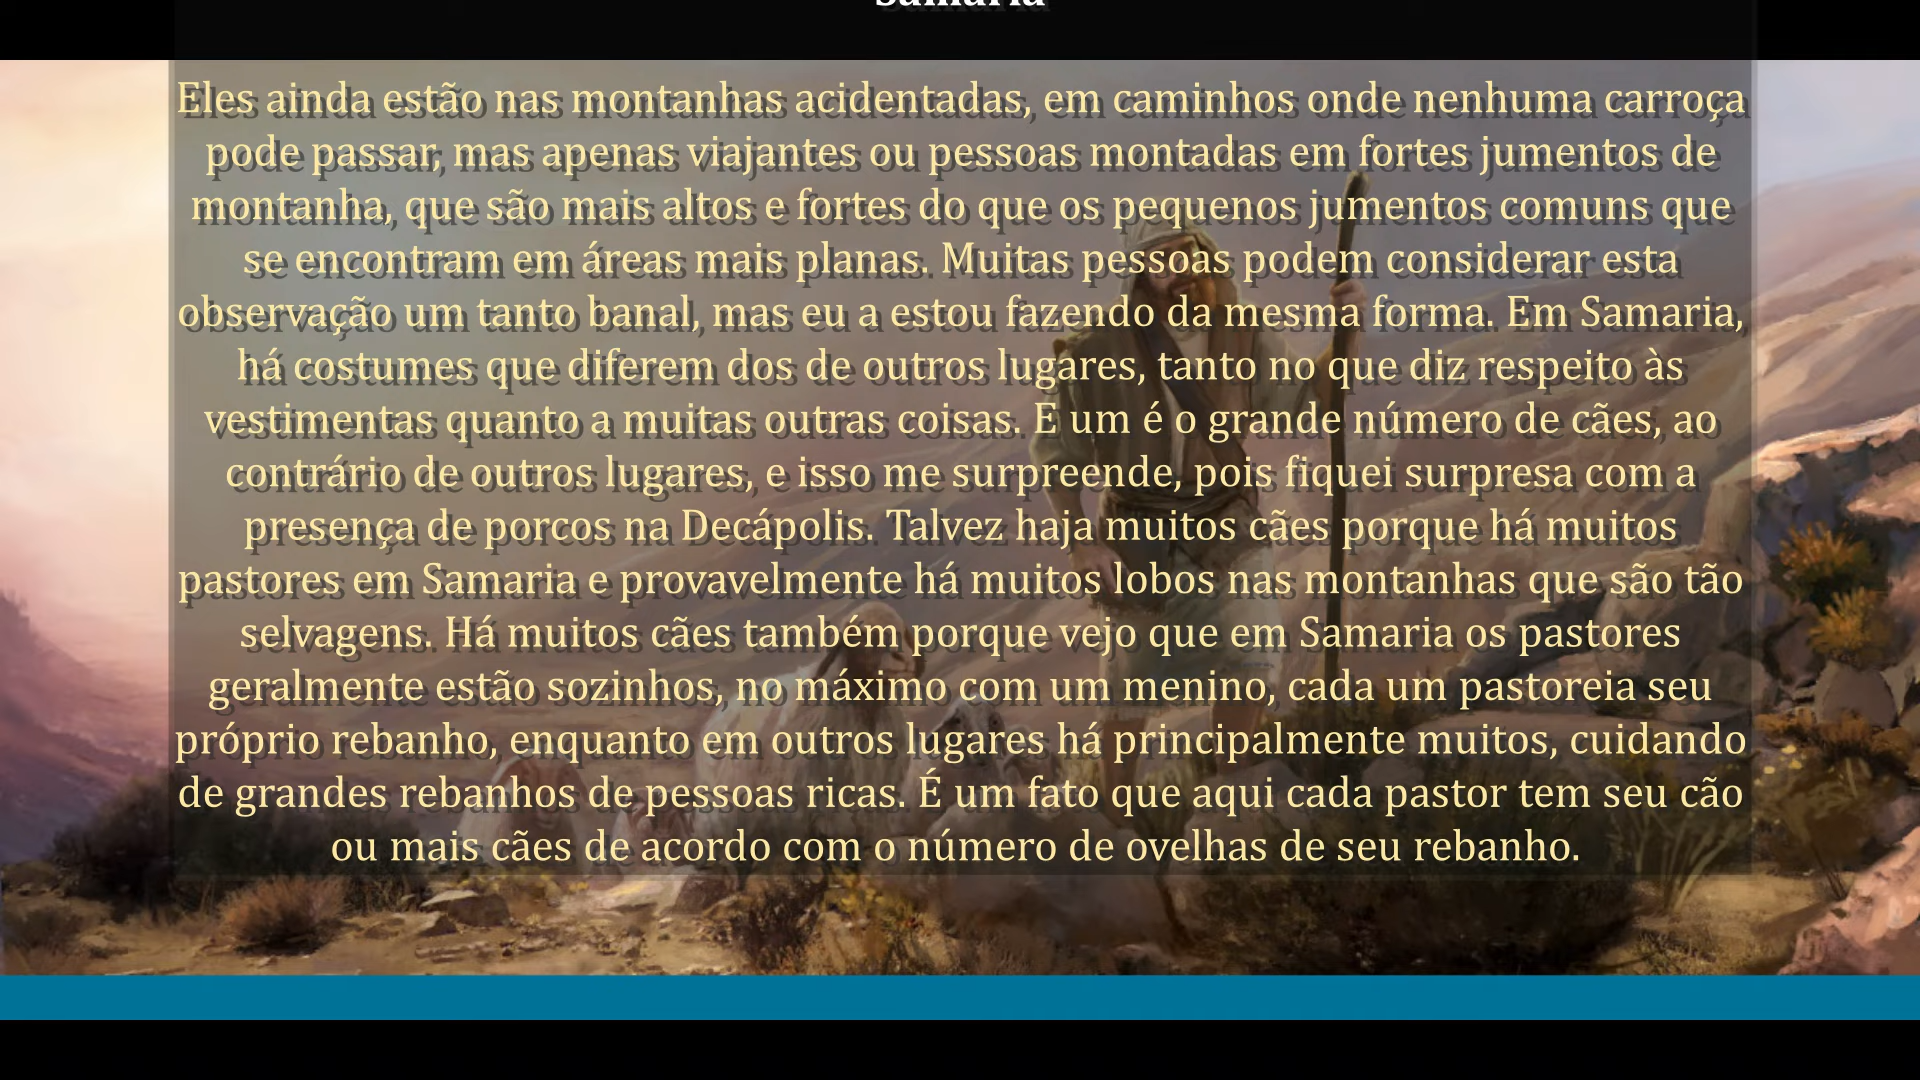 Samaria
Eles ainda estão nas montanhas acidentadas, em caminhos onde nenhuma carroça
pode passar, mas apenas viajantes ou pessoas montadas em fortes jumentos de
montanha, que são mais altos e fortes do que os pequenos jumentos comuns que
se encontram em áreas mais planas. Muitas pessoas podem considerar esta
observação um tanto banal, mas eu a estou fazendo da mesma forma. Em Samaria,
há costumes que diferem dos de outros lugares, tanto no que diz respeito às
vestimentas quanto a muitas outras coisas. E um é o grande número de cães, ao
contrário de outros lugares, e isso me surpreende, pois fiquei surpresa com a
presença de porcos na Decápolis. Talvez haja muitos cães porque há muitos
pastores em Samaria e provavelmente há muitos lobos nas montanhas que são tão
selvagens. Há muitos cães também porque vejo que em Samaria os pastores
geralmente estão sozinhos, no máximo com um menino, cada um pastoreia seu
próprio rebanho, enquanto em outros lugares há principalmente muitos, cuidando
de grandes rebanhos de pessoas ricas. É um fato que aqui cada pastor tem seu cão
ou mais cães de acordo com o número de ovelhas de seu rebanho.